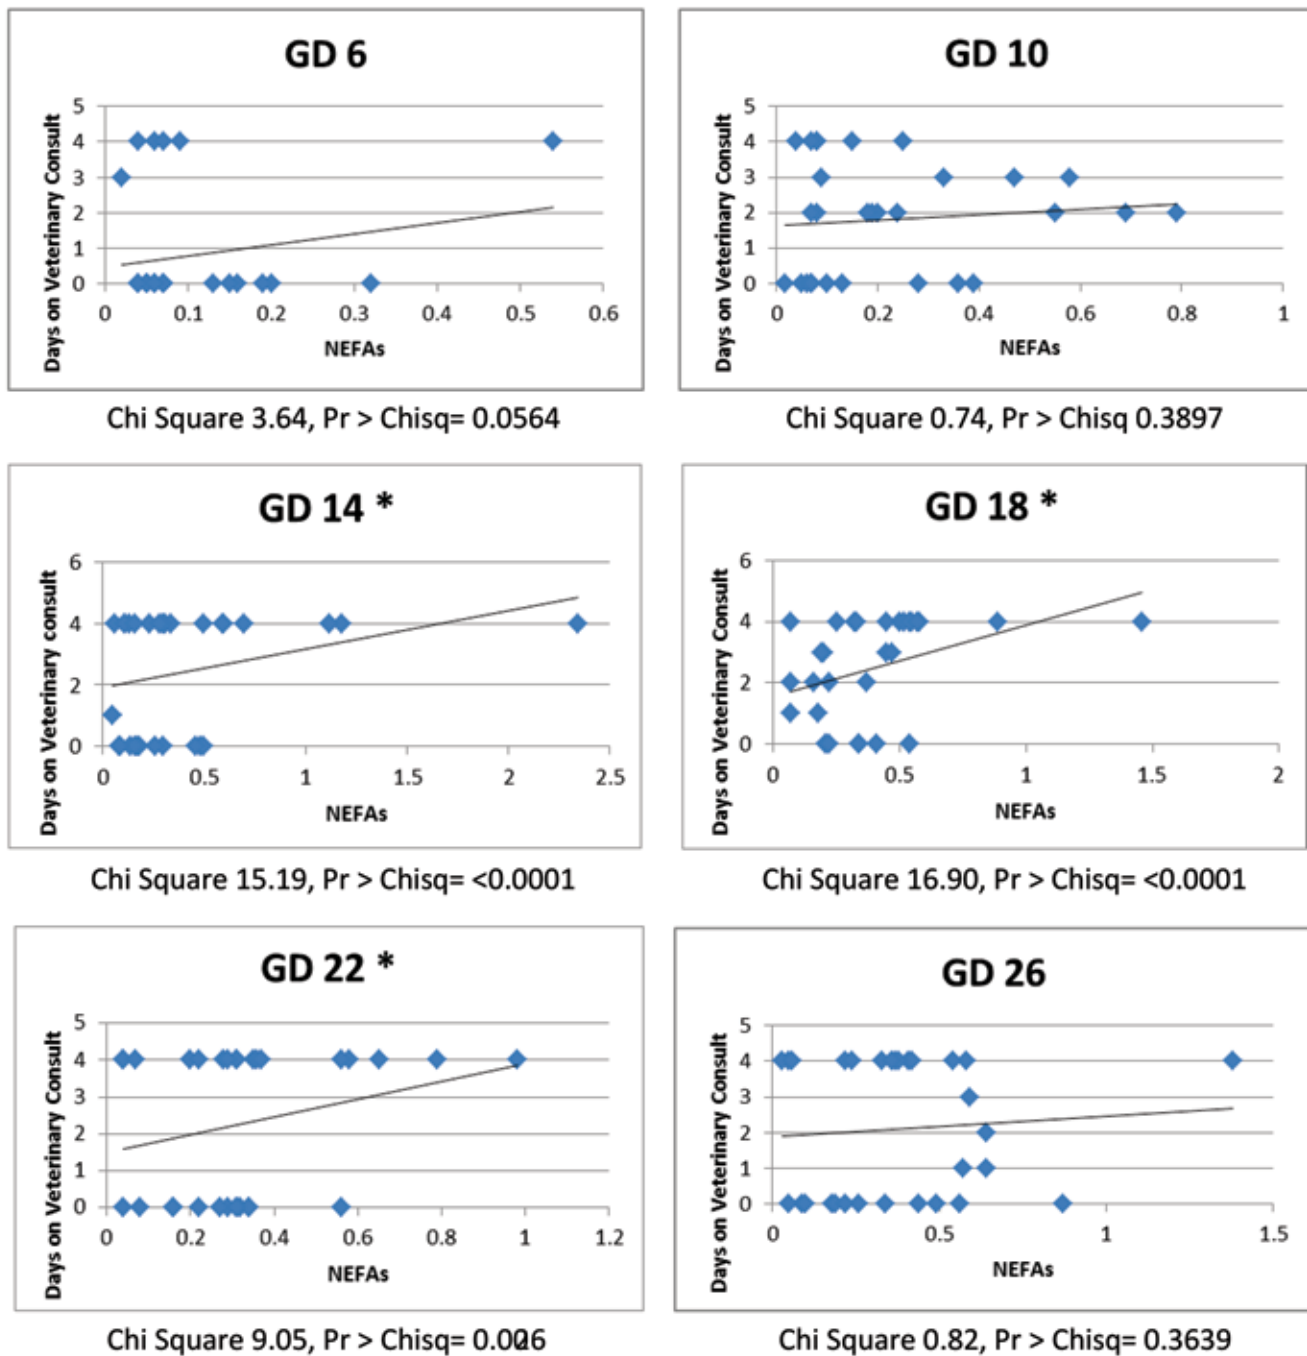 GD 6
Days on Veterinary Consult
5
4
3
2
1
0
0 0.1 0.2 0.3 0.4 0.5 0.6
NEFAs
Chi Square 3.64, Pr > Chisq= 0.0564
GD 10
Days on Veterinary Consult
5
4
3
2
1
0
0 0.2 0.4 0.6 0.8 1
NEFAs
Chi Square 0.74, Pr > Chisq 0.3897
GD 14 *
Days on Veterinary consult
6
4
2
0
0 0.5 1 1.5 2 2.5
NEFAs
Chi Square 15.19, Pr > Chisq= <0.0001
GD 18 *
Days on Veterinary Consult
6
4
2
0
0 0.5 1 1.5 2
NEFAs
Chi Square 16.90, Pr > Chisq= <0.0001
GD 22 *
Days on Veterinary Consult
5
4
3
2
1
0
0 0.2 0.4 0.6 0.8 1 1.2
NEFAs
Chi Square 9.05, Pr > Chisq=
GD 26
Days on Veterinary Consult
5
4
3
2
1
0
0 0.5 1 1.5
NEFAs
Chi Square 0.82, Pr > Chisq= 0.3639